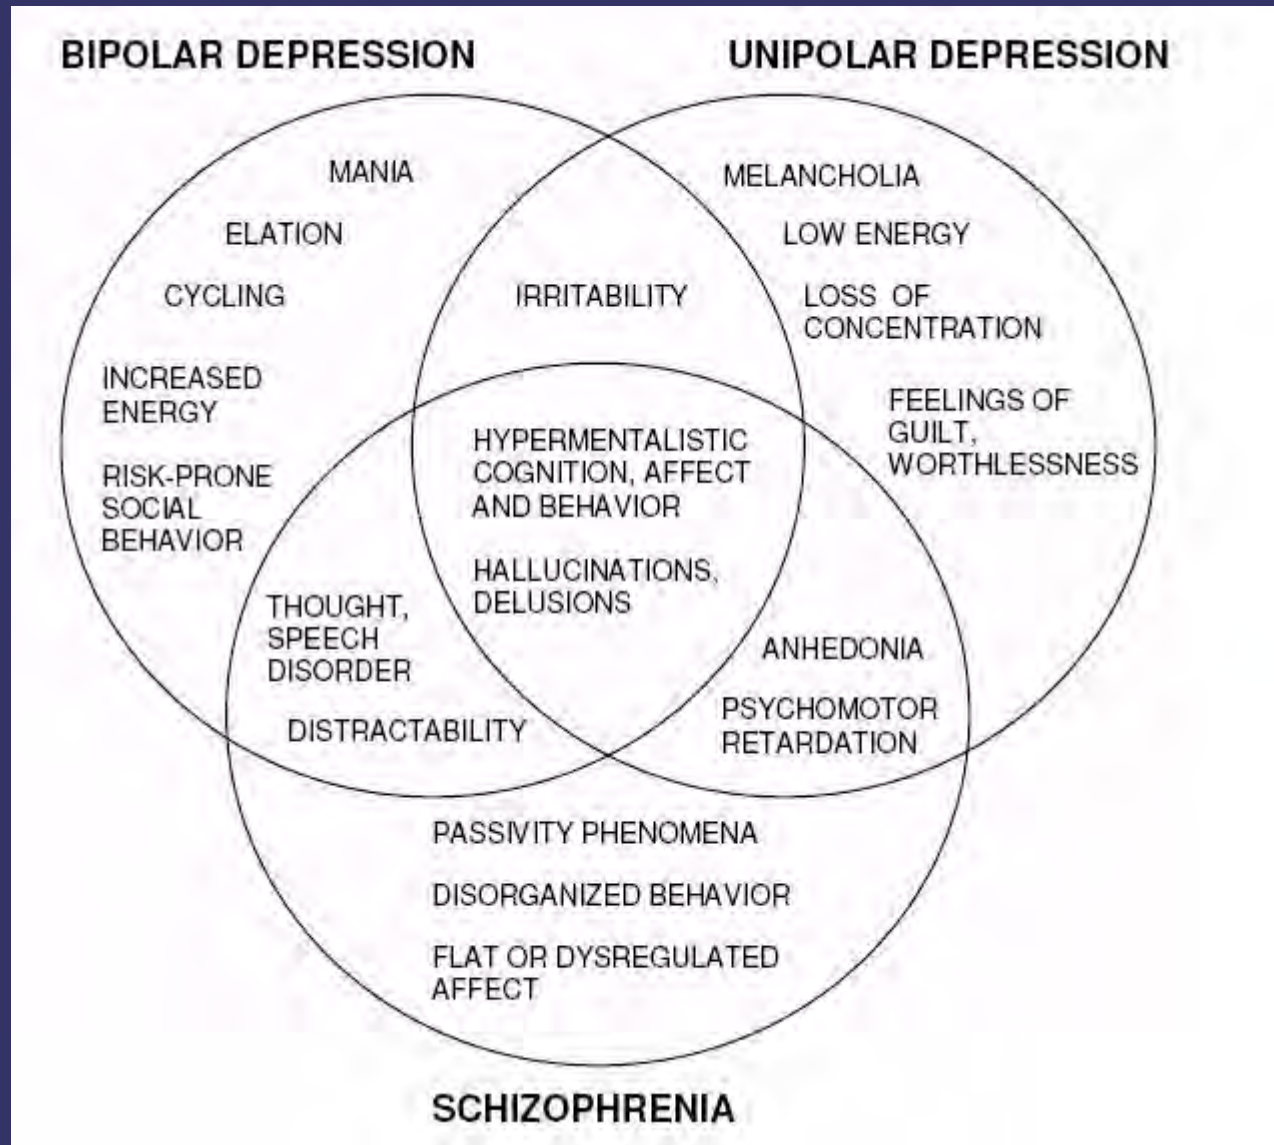 BIPOLAR DEPRESSION
UNIPOLAR DEPRESSION
MANIA
ELATION
CYCLING
INCREASED
ENERGY
RISK-PRONE
SOCIAL
BEHAVIOR
IRRITABILITY
MELANCHOLIA
LOW ENERGY
LOSS OF
CONCENTRATION
FEELINGS OF
GUILT,
WORTHLESSNESS
HYPERMENTALISTIC
COGNITION, AFFECT
AND BEHAVIOR
HALLUCINATIONS,
DELUSIONS
THOUGHT,
SPEECH
DISORDER
DISTRACTABILITY
ANHEDONIA
PSYCHOMOTOR
RETARDATION
PASSIVITY PHENOMENA
DISORGANIZED BEHAVIOR
FLAT OR DYSREGULATED
AFFECT
SCHIZOPHRENIA